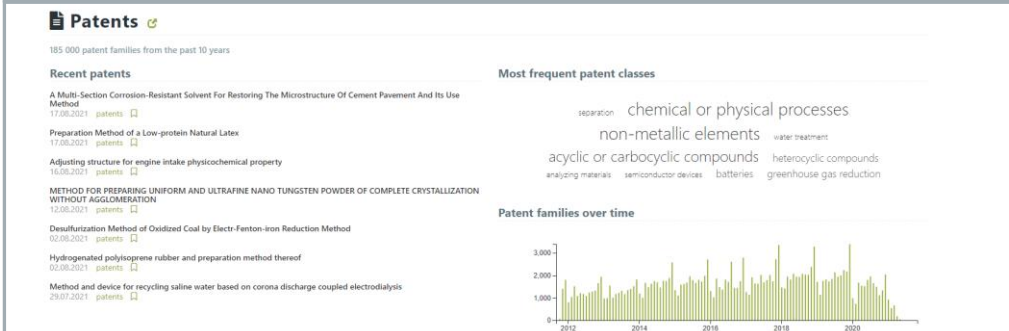 Patents
185 000 patent families from the past 10 years
Recent patents
A Multi-Section Corrosion-Resistant Solvent For Restoring The Microstructure Of Cement Pavement And Its Use
Method
17.08.2021 patents
Preparation Method of a Low-protein Natural Latex
17.08.2021 patents
Adjusting structure for engine intake physicochemical property
16.08.2021 patents
METHOD FOR PREPARING UNIFORM AND ULTRAFINE NANO TUNGSTEN POWDER OF COMPLETE CRYSTALLIZATION
WITHOUT AGGLOMERATION
12.08.2021 patents
Desulfurization Method of Oxidized Coal by Electr-Fenton-iron Reduction Method
02.08.2021 patents
Hydrogenated polyisoprene rubber and preparation method thereof
02.08.2021 patents
Method and device for recycling saline water based on corona discharge coupled electrodialysis
29.07.2021 patents
Most frequent patent classes
separation chemical or physical processes
non-metallic elements water treatment
acyclic or carbocyclic compounds heterocyclic compounds
analyzing materials semiconductor devices batteries greenhouse gas reduction
Patent families over time
3,000
2,000
1,000
0
2012 2014 2016 2018 2020